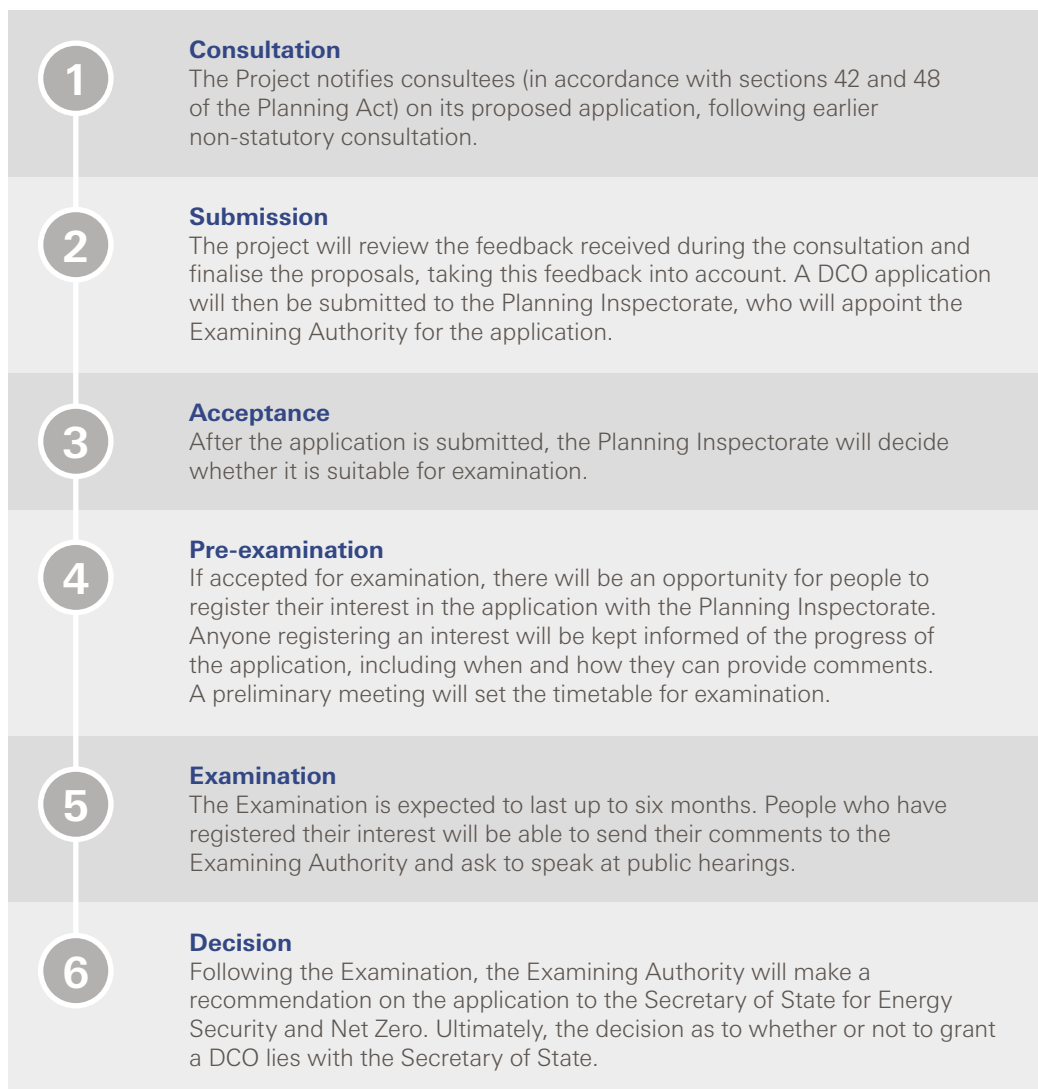 1
Consultation
The Project notifies consultees (in accordance with sections 42 and 48
of the Planning Act) on its proposed application, following earlier
non-statutory consultation.
2
Submission
The project will review the feedback received during the consultation and
finalise the proposals, taking this feedback into account. A DCO application
will then be submitted to the Planning Inspectorate, who will appoint the
Examining Authority for the application.
3
Acceptance
After the application is submitted, the Planning Inspectorate will decide
whether it is suitable for examination.
4
Pre-examination
If accepted for examination, there will be an opportunity for people to
register their interest in the application with the Planning Inspectorate.
Anyone registering an interest will be kept informed of the progress of
the application, including when and how they can provide comments.
A preliminary meeting will set the timetable for examination.
5
Examination
The Examination is expected to last up to six months. People who have
registered their interest will be able to send their comments to the
Examining Authority and ask to speak at public hearings.
6
Decision
Following the Examination, the Examining Authority will make a
recommendation on the application to the Secretary of State for Energy
Security and Net Zero. Ultimately, the decision as to whether or not to grant
a DCO lies with the Secretary of State.